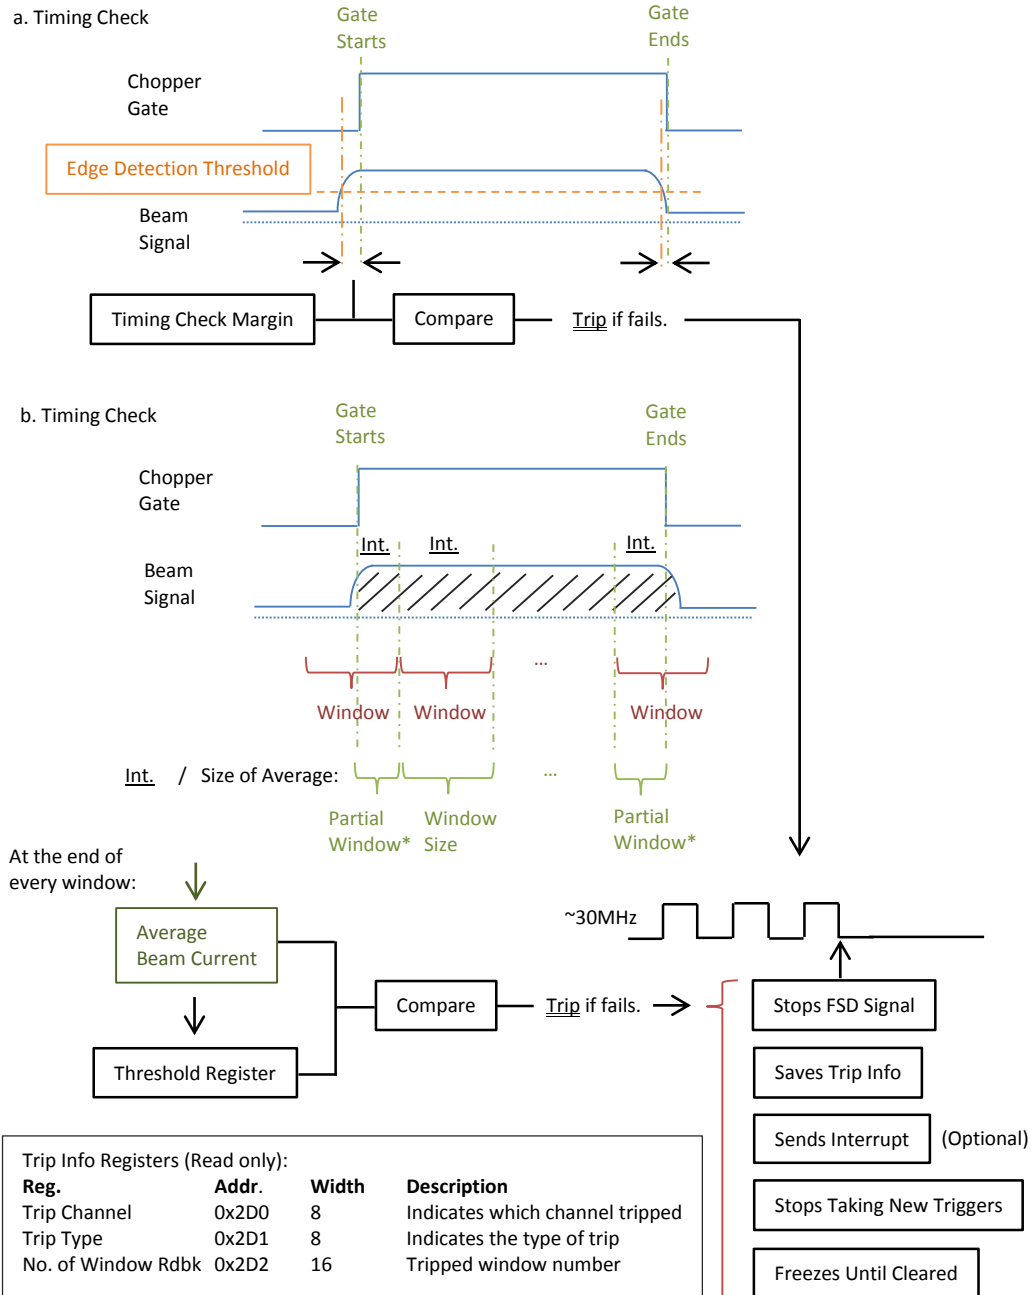 a. Timing Check
Gate
Starts
Gate
Ends
Chopper
Gate
Edge Detection Threshold
Beam
Signal
Timing Check Margin
Compare
Trip if fails.
b. Timing Check
Gate
Starts
Gate
Ends
Chopper
Gate
Int.
Int.
Int.
Beam
Signal
...
Window
Window
Window
Int. / Size of Average:
...
Partial
Window*
Window
Size
Partial
Window*
At the end of
every window:
~30MHz
Average
Beam Current
Compare
Trip if fails.
Threshold Register
Stops FSD Signal
Saves Trip Info
Sends Interrupt
(Optional)
Stops Taking New Triggers
Freezes Until Cleared
Trip Info Registers (Read only):
Reg. Addr. Width Description
Trip Channel 0x2D0 8 Indicates which channel tripped
Trip Type 0x2D1 8 Indicates the type of trip
No. of Window Rdbk 0x2D2 16 Tripped window number